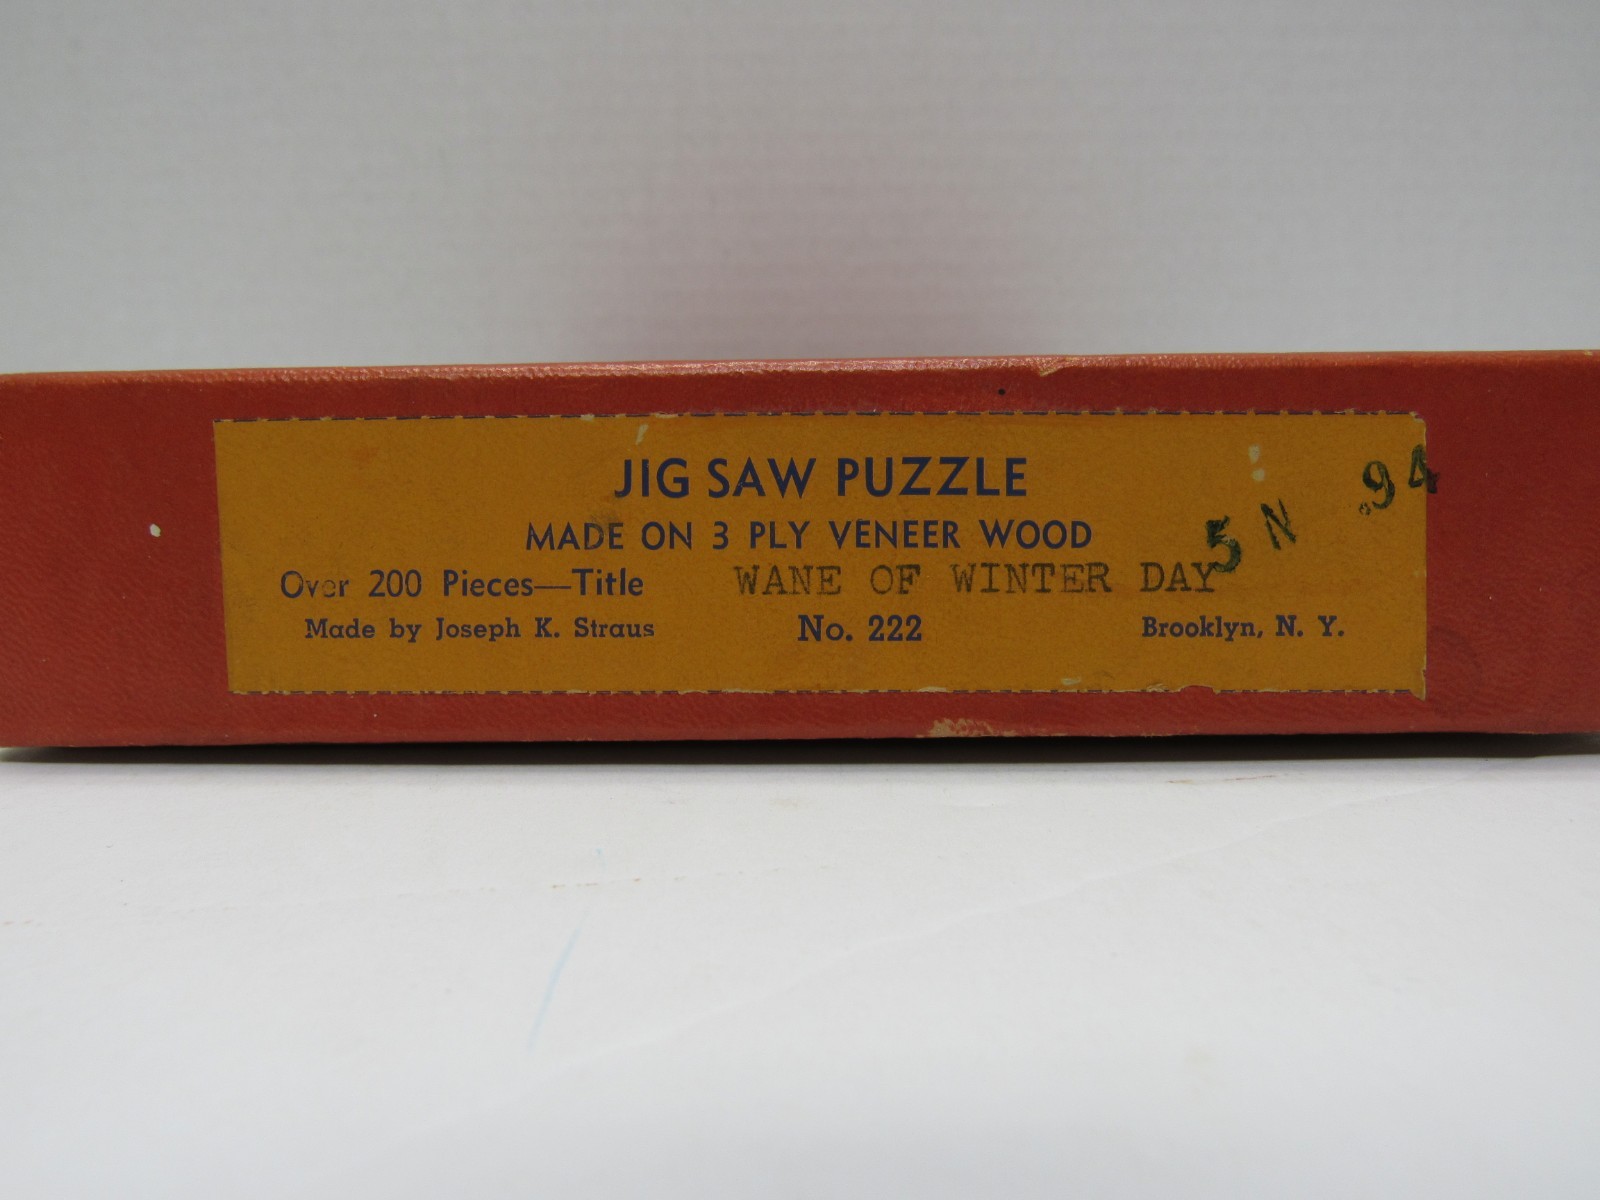 JIG SAW PUZZLE
MADE ON 3 PLY VENEER WOOD
Over 200 Pieces—Title WANE OF WINTER DAY
Made by Joseph K. Straus No. 222 Brooklyn, N. Y.
5 N .94